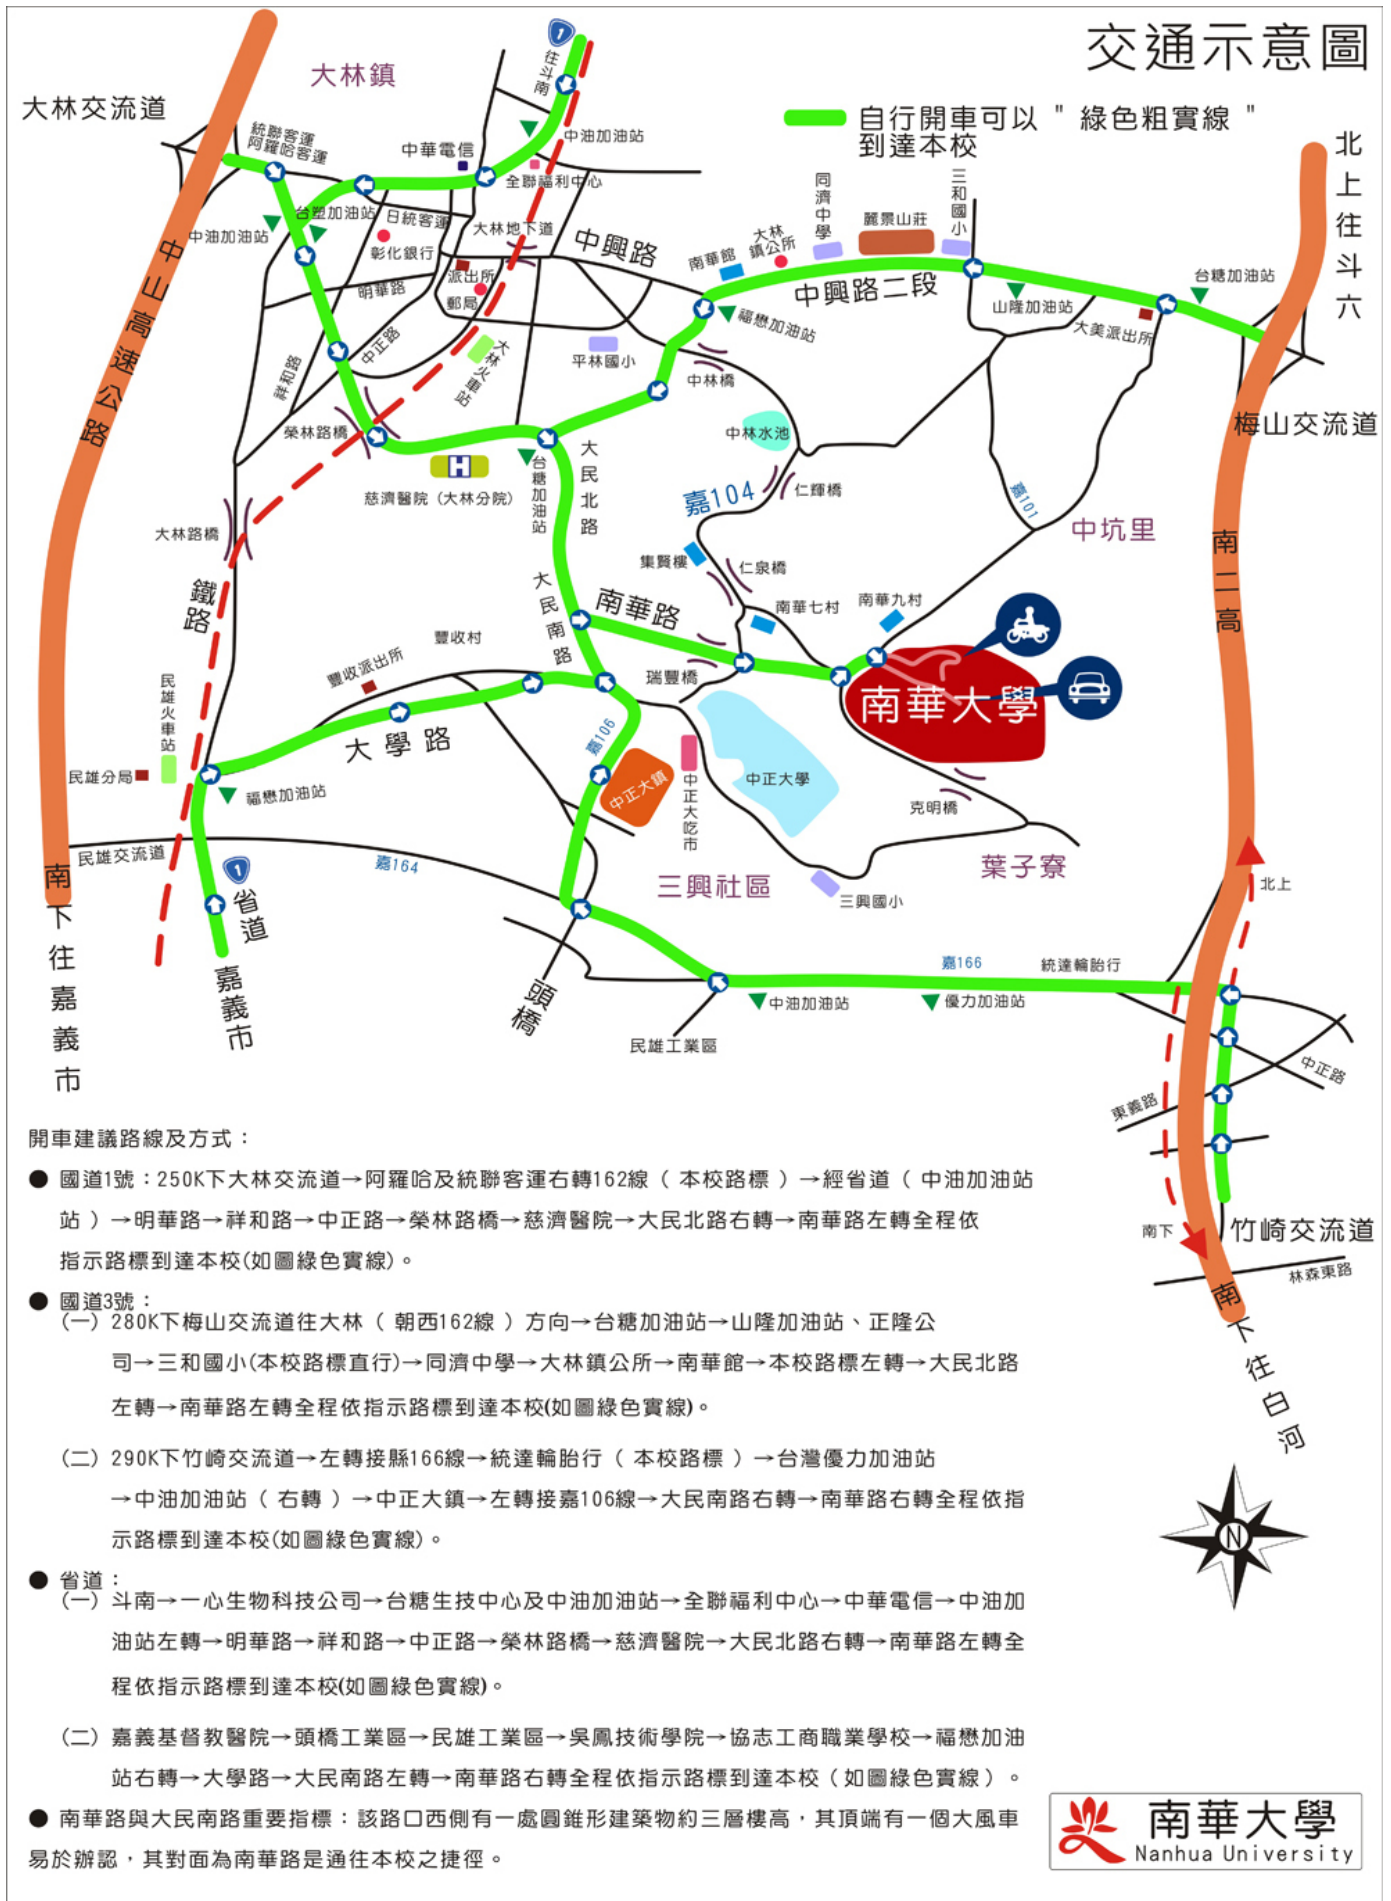 交通示意圖
大林鎮
大林交流道
1
往斗南
自行開車可以 " 綠色粗實線 "
到達本校
統聯客運
阿羅哈客運
中華電信
中油加油站
全聯福利中心
北上往斗六
台塑加油站
日統客運
中油加油站
彰化銀行
大林地下道
中興路
南華館
大林
鎮公所
同濟中學
麗景山莊
三和國小
派出所
郵局
明華路
中正路
祥和路
中興路二段
福懋加油站
山隆加油站
台糖加油站
大美派出所
中山高速公路
大林火車站
平林國小
中林橋
梅山交流道
榮林路橋
中林水池
慈濟醫院 (大林分院)
H
台糖加油站
大民北路
嘉104
仁輝橋
嘉101
中坑里
大林路橋
集賢樓
仁泉橋
南二高
鐵路
大民南路
南華路
南華七村
南華九村
豐收村
豐收派出所
瑞豐橋
南華大學
民雄火車站
大學路
嘉106
民雄分局
福懋加油站
中正大鎮
中正大吃市
中正大學
克明橋
民雄交流道
嘉164
1
省道
三興社區
葉子寮
三興國小
北上
南下往嘉義市
嘉義市
頭橋
嘉166
統達輪胎行
中油加油站
優力加油站
民雄工業區
中正路
東義路
南下
竹崎交流道
林森東路
南下往白河
開車建議路線及方式：
● 國道1號：250K下大林交流道→阿羅哈及統聯客運右轉162線（ 本校路標 ）→經省道（ 中油加油站
站 ）→明華路→祥和路→中正路→榮林路橋→慈濟醫院→大民北路右轉→南華路左轉全程依
指示路標到達本校(如圖綠色實線)。
● 國道3號：
(一) 280K下梅山交流道往大林（ 朝西162線 ）方向→台糖加油站→山隆加油站、正隆公
司→三和國小(本校路標直行)→同濟中學→大林鎮公所→南華館→本校路標左轉→大民北路
左轉→南華路左轉全程依指示路標到達本校(如圖綠色實線)。
(二) 290K下竹崎交流道→左轉接縣166線→統達輪胎行（ 本校路標 ）→台灣優力加油站
→中油加油站（ 右轉 ）→中正大鎮→左轉接嘉106線→大民南路右轉→南華路右轉全程依指
示路標到達本校(如圖綠色實線)。
● 省道：
(一) 斗南→一心生物科技公司→台糖生技中心及中油加油站→全聯福利中心→中華電信→中油加
油站左轉→明華路→祥和路→中正路→榮林路橋→慈濟醫院→大民北路右轉→南華路左轉全
程依指示路標到達本校(如圖綠色實線)。
(二) 嘉義基督教醫院→頭橋工業區→民雄工業區→吳鳳技術學院→協志工商職業學校→福懋加油
站右轉→大學路→大民南路左轉→南華路右轉全程依指示路標到達本校（如圖綠色實線）。
● 南華路與大民南路重要指標：該路口西側有一處圓錐形建築物約三層樓高，其頂端有一個大風車
易於辦認，其對面為南華路是通往本校之捷徑。
N
南華大學
Nanhua University